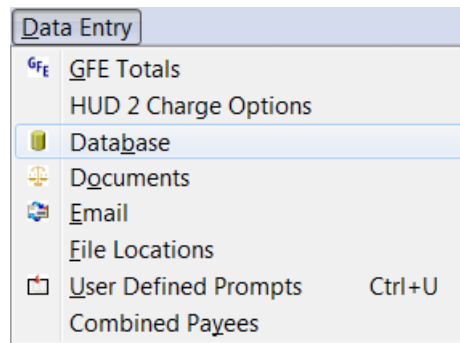 Data Entry
GFE GFE Totals
HUD 2 Charge Options
Database
Documents
Email
File Locations
User Defined Prompts Ctrl+U
Combined Payees